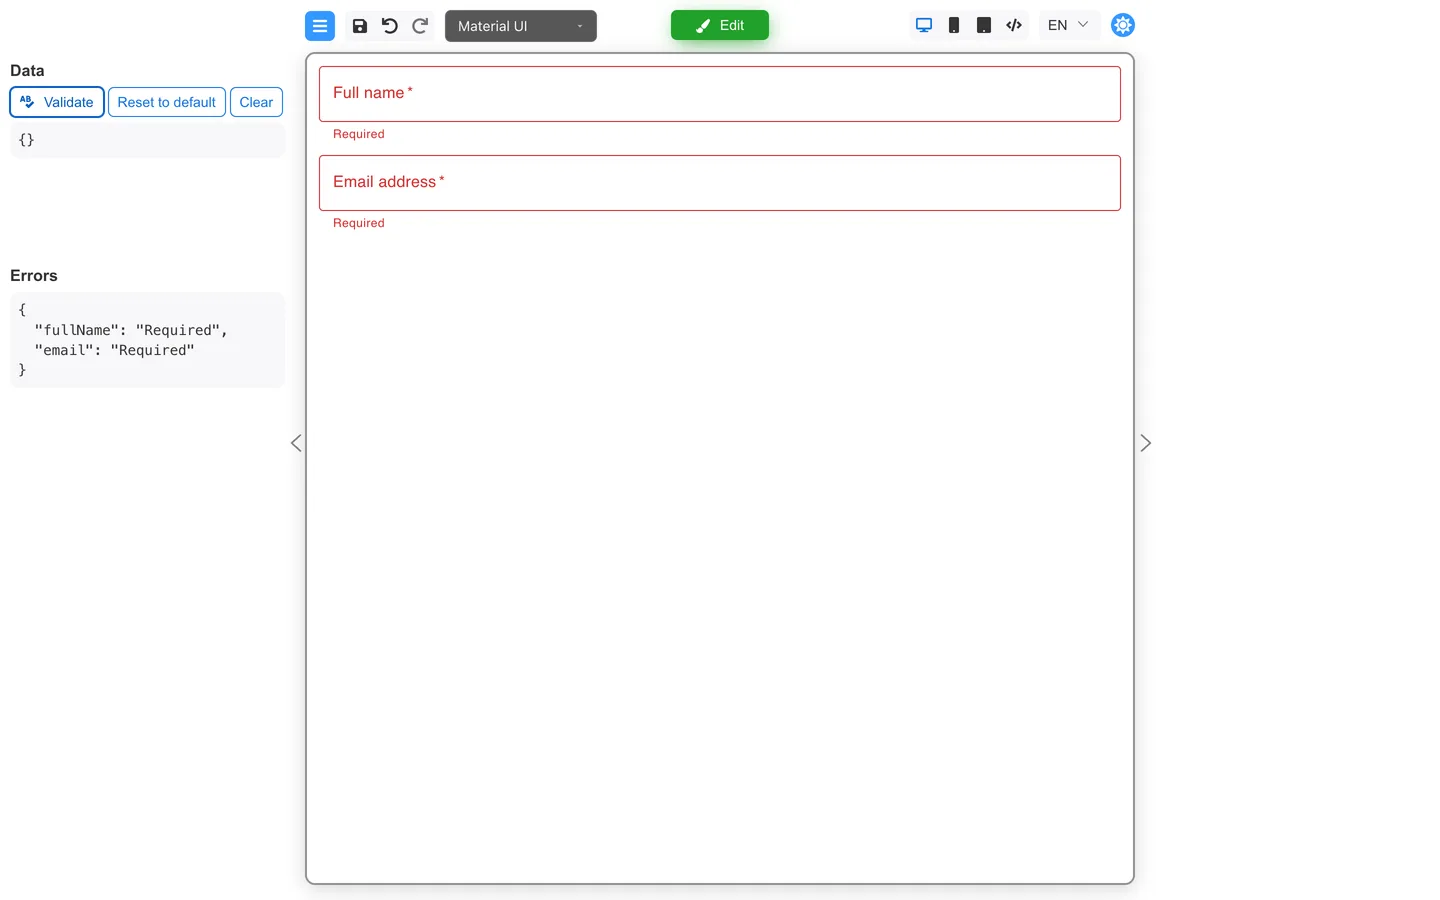 Material UI
Edit
EN
Data
AB Validate
Reset to default
Clear
{}
Errors
{
"fullName": "Required",
"email": "Required"
}
Full name *
Required
Email address *
Required